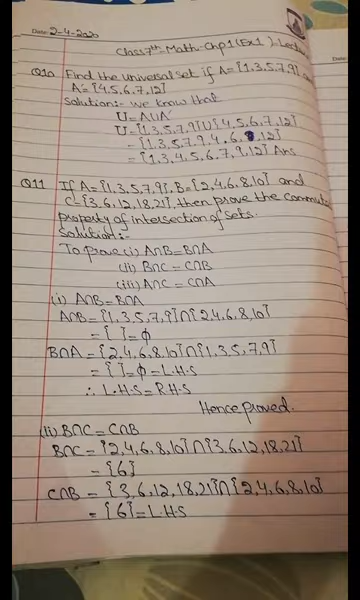 Date: 2-4-2020
Class 7th Math Chp 1 (Ex 1)
Q10 Find the universal set if A = {1,3,5,7,9}
A' = {4,5,6,7,12}
Solution:- we know that
U = A∪A'
U = {1,3,5,7,9} ∪ {4,5,6,7,12}
= {1,3,5,7,9,4,6,8,12}
= {1,3,4,5,6,7,9,12} Ans
Q11 If A = {1,3,5,7,9}, B = {2,4,6,8,10} and
C = {3,6,12,18,21}, then prove the
property of intersection of sets.
Solution:-
To Prove (i) A∩B = B∩A
(ii) B∩C = C∩B
(iii) A∩C = C∩A
(i) A∩B = B∩A
A∩B = {1,3,5,7,9} ∩ {2,4,6,8,10}
= { } = ϕ
B∩A = {2,4,6,8,10} ∩ {1,3,5,7,9}
= { } = ϕ = L.H.S
∴ L.H.S = R.H.S
Hence proved.
(ii) B∩C = C∩B
B∩C = {2,4,6,8,10} ∩ {3,6,12,18,21}
= {6}
C∩B = {3,6,12,18,21} ∩ {2,4,6,8,10}
= {6} = L.H.S